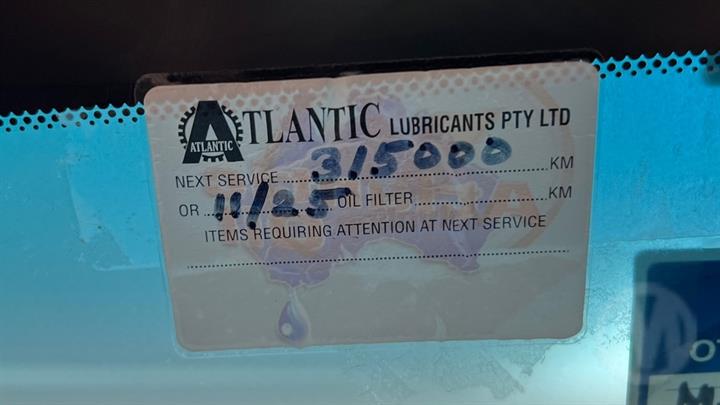 ATLANTIC LUBRICANTS PTY LTD
ATLANTIC
NEXT SERVICE 315000 KM
OR 11/25 OIL FILTER KM
ITEMS REQUIRING ATTENTION AT NEXT SERVICE